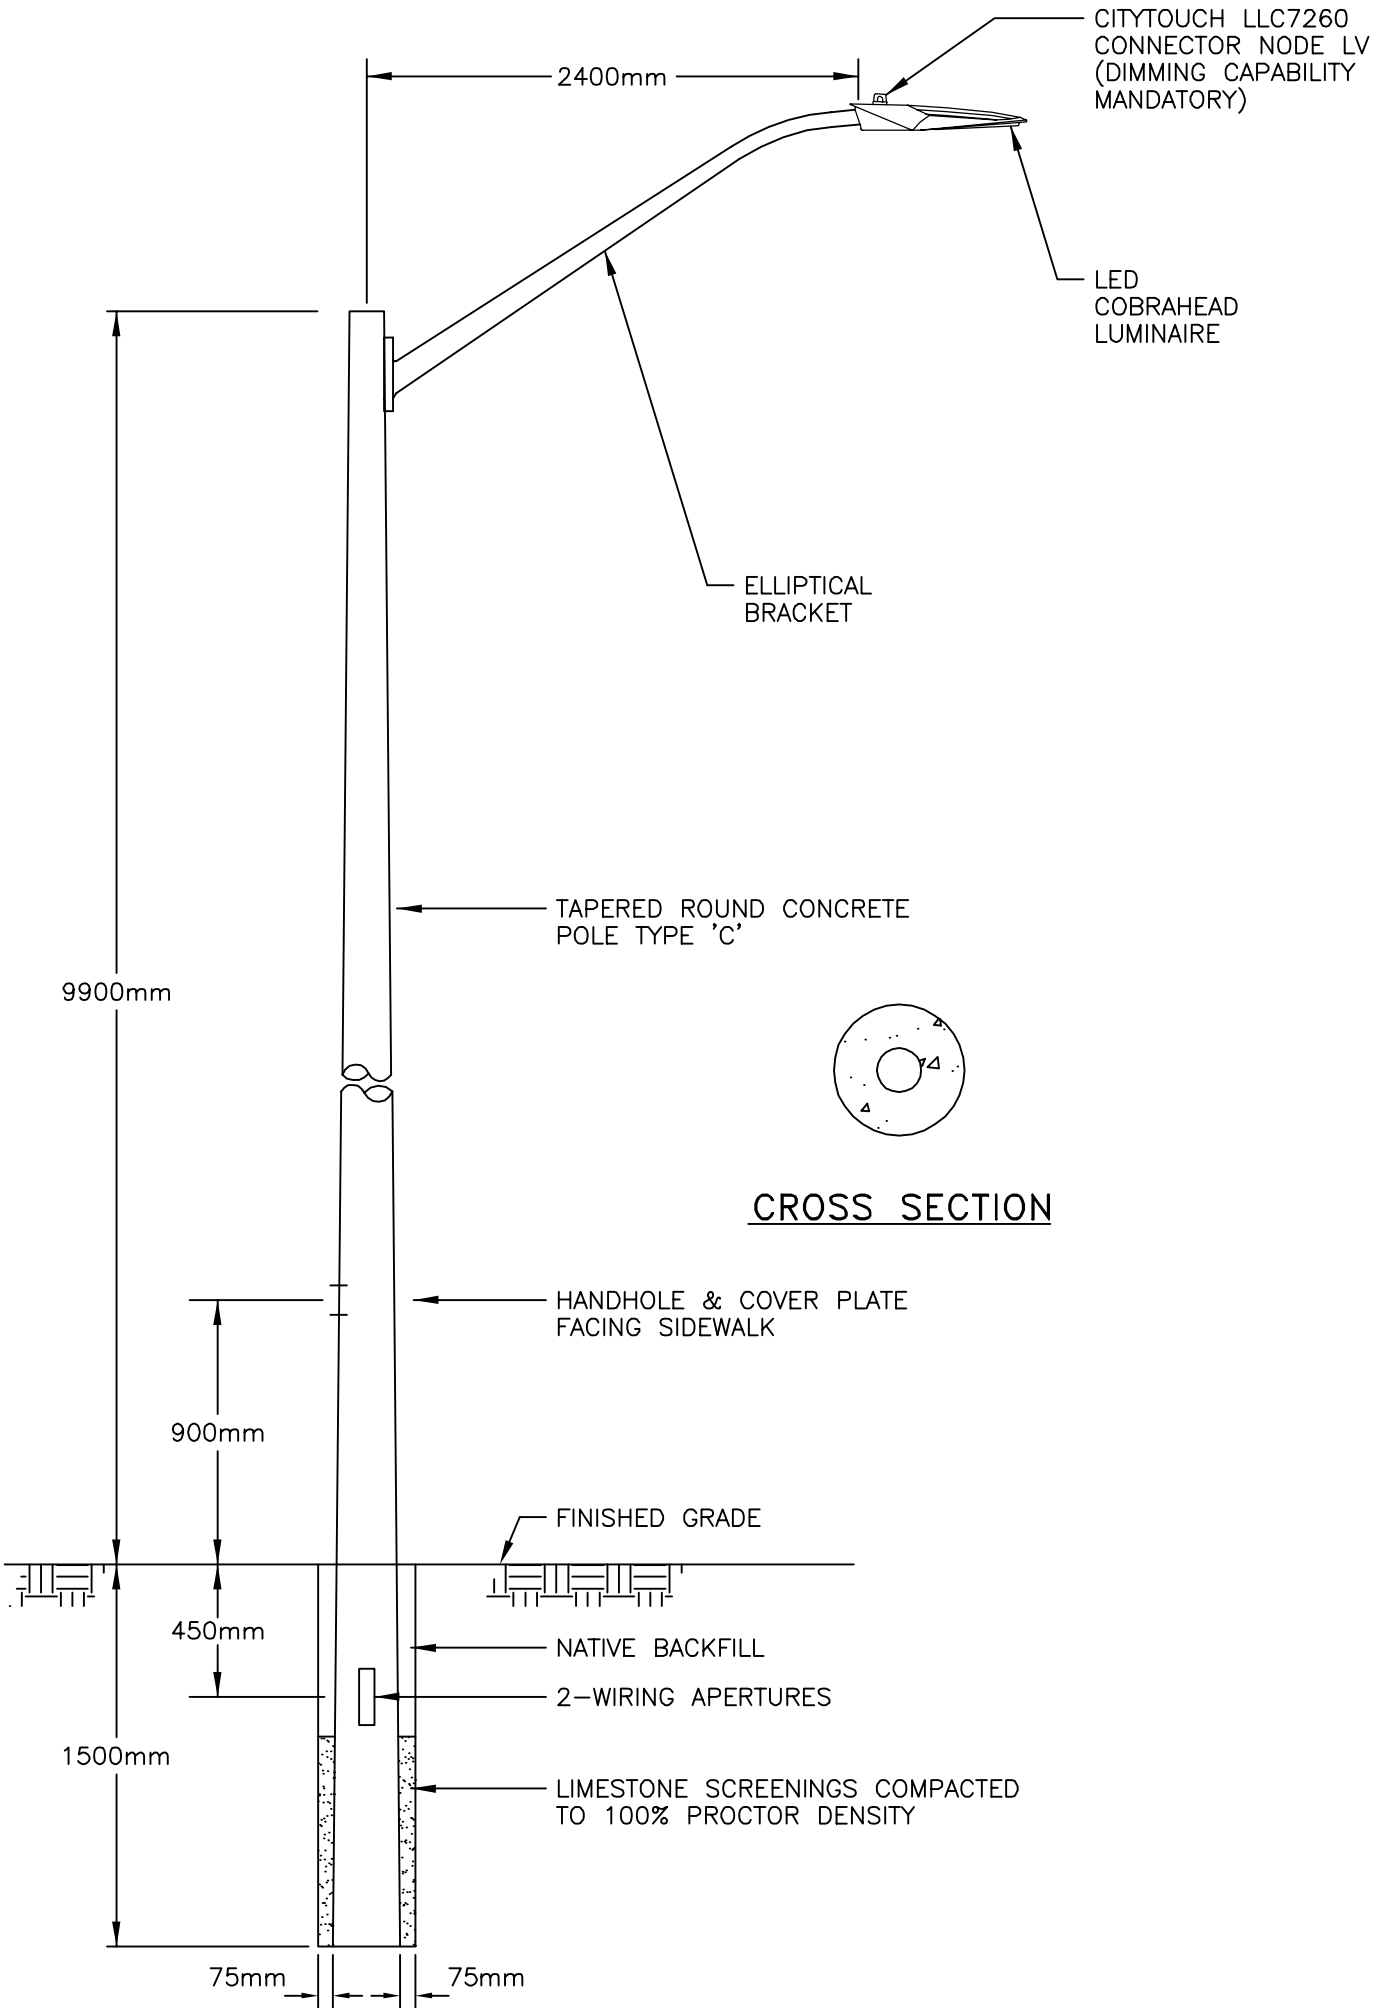 CITYTOUCH LLC7260
CONNECTOR NODE LV
(DIMMING CAPABILITY
MANDATORY)
2400mm
LED
COBRAHEAD
LUMINAIRE
ELLIPTICAL
BRACKET
TAPERED ROUND CONCRETE
POLE TYPE 'C'
9900mm
CROSS SECTION
HANDHOLE & COVER PLATE
FACING SIDEWALK
900mm
FINISHED GRADE
450mm
NATIVE BACKFILL
2-WIRING APERTURES
1500mm
LIMESTONE SCREENINGS COMPACTED
TO 100% PROCTOR DENSITY
75mm
75mm